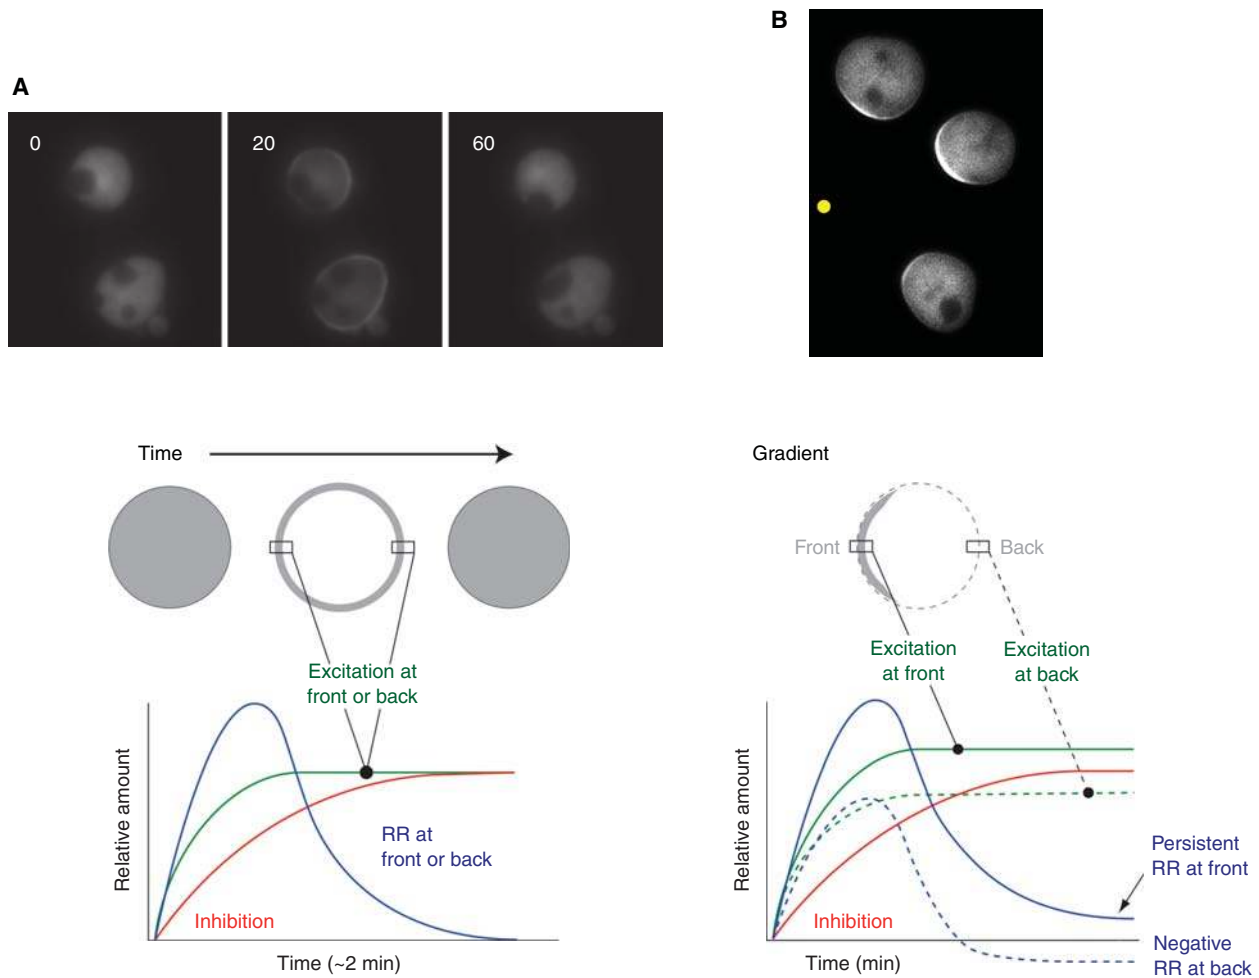 A
0
20
60
B
Time
Excitation at
front or back
Relative amount
RR at
front or back
Inhibition
Time (~2 min)
Gradient
Front
Back
Excitation
at front
Excitation
at back
Relative amount
Persistent
RR at front
Inhibition
Negative
RR at back
Time (min)